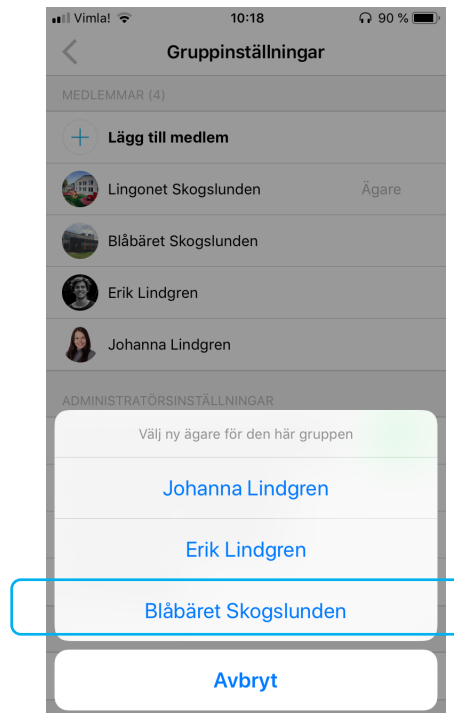 Vimla! 10:18 90 %
Gruppinställningar
MEDLEMMAR (4)
Lägg till medlem
Lingonet Skogslunden Ägare
Blåbäret Skogslunden
Erik Lindgren
Johanna Lindgren
ADMINISTRATÖRSINSTÄLLNINGAR
Välj ny ägare för den här gruppen
Johanna Lindgren
Erik Lindgren
Blåbäret Skogslunden
Avbryt